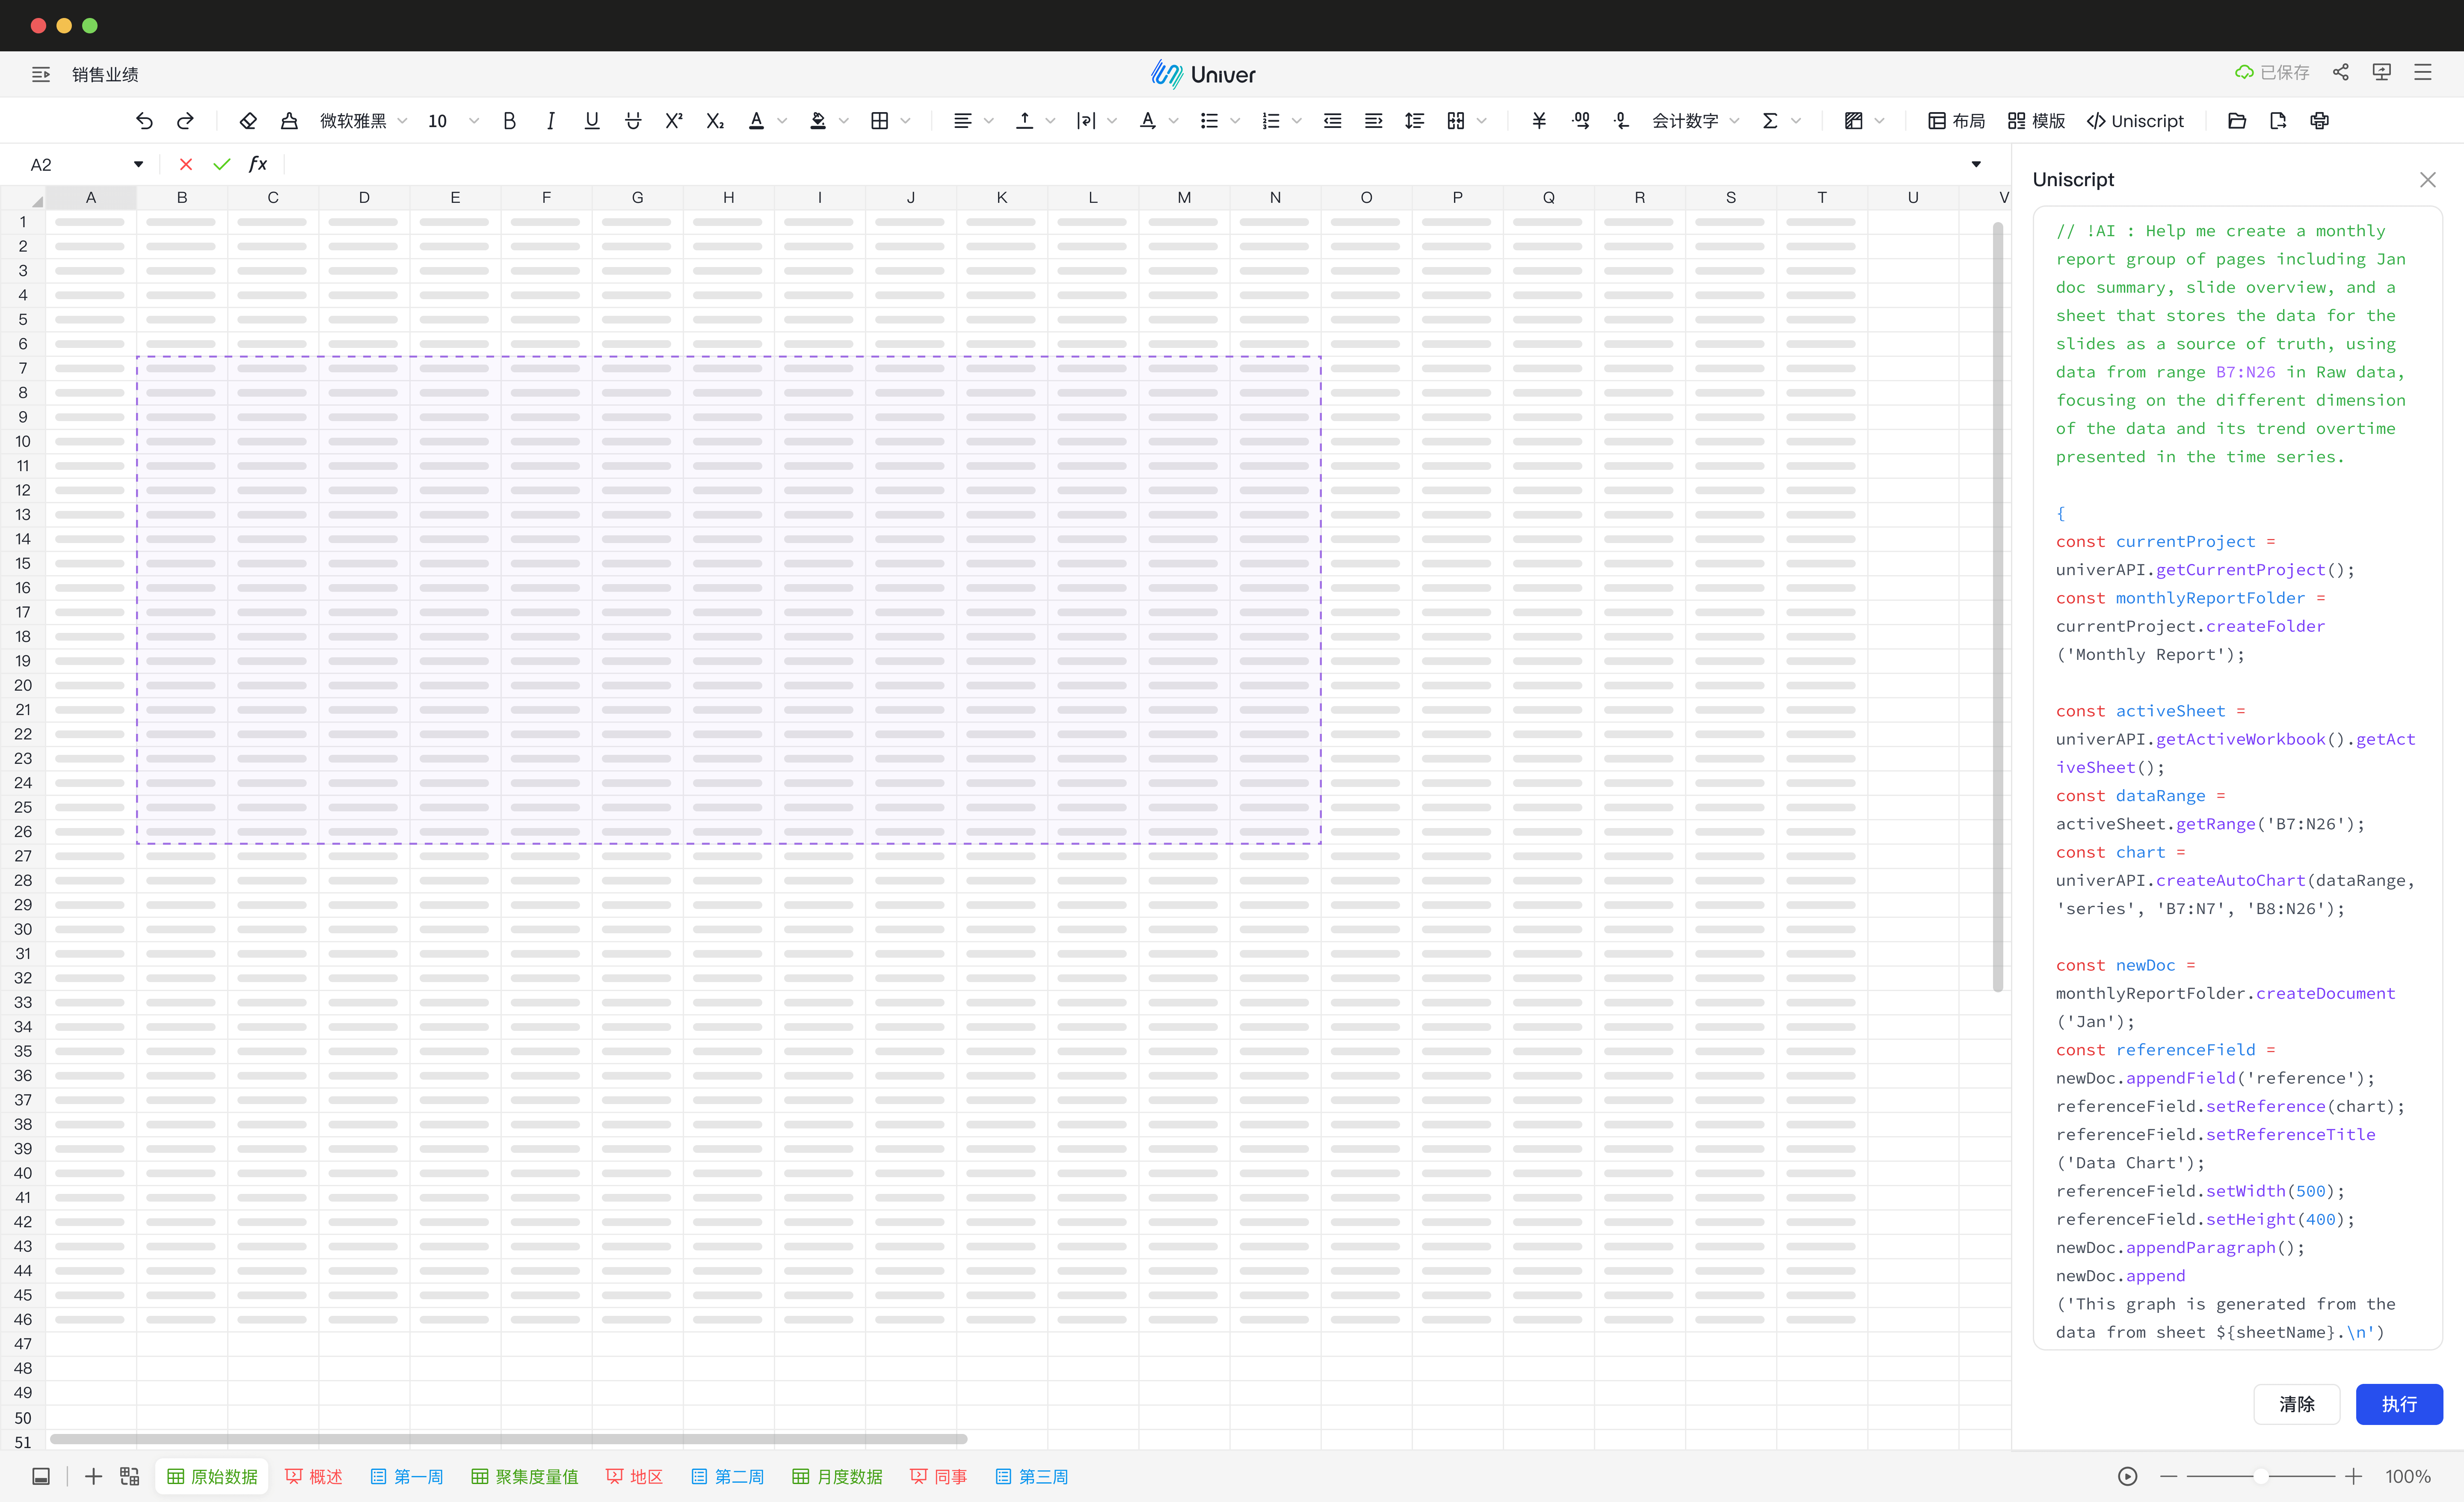 销售业绩
Univer
已保存
微软雅黑 10 B I U X² X₂ A A ¥ .00 .0 会计数字 Σ 布局 模版 </> Uniscript
A2 fx
A B C D E F G H I J K L M N O P Q R S T U V
1
2
3
4
5
6
7
8
9
10
11
12
13
14
15
16
17
18
19
20
21
22
23
24
25
26
27
28
29
30
31
32
33
34
35
36
37
38
39
40
41
42
43
44
45
46
47
48
49
50
51
Uniscript
// !AI : Help me create a monthly
report group of pages including Jan
doc summary, slide overview, and a
sheet that stores the data for the
slides as a source of truth, using
data from range B7:N26 in Raw data,
focusing on the different dimension
of the data and its trend overtime
presented in the time series.
{
const currentProject =
univerAPI.getCurrentProject();
const monthlyReportFolder =
currentProject.createFolder
('Monthly Report');
const activeSheet =
univerAPI.getActiveWorkbook().getAct
iveSheet();
const dataRange =
activeSheet.getRange('B7:N26');
const chart =
univerAPI.createAutoChart(dataRange,
'series', 'B7:N7', 'B8:N26');
const newDoc =
monthlyReportFolder.createDocument
('Jan');
const referenceField =
newDoc.appendField('reference');
referenceField.setReference(chart);
referenceField.setReferenceTitle
('Data Chart');
referenceField.setWidth(500);
referenceField.setHeight(400);
newDoc.appendParagraph();
newDoc.append
('This graph is generated from the
data from sheet ${sheetName}.\n')
清除 执行
原始数据 概述 第一周 聚集度量值 地区 第二周 月度数据 同事 第三周 100%